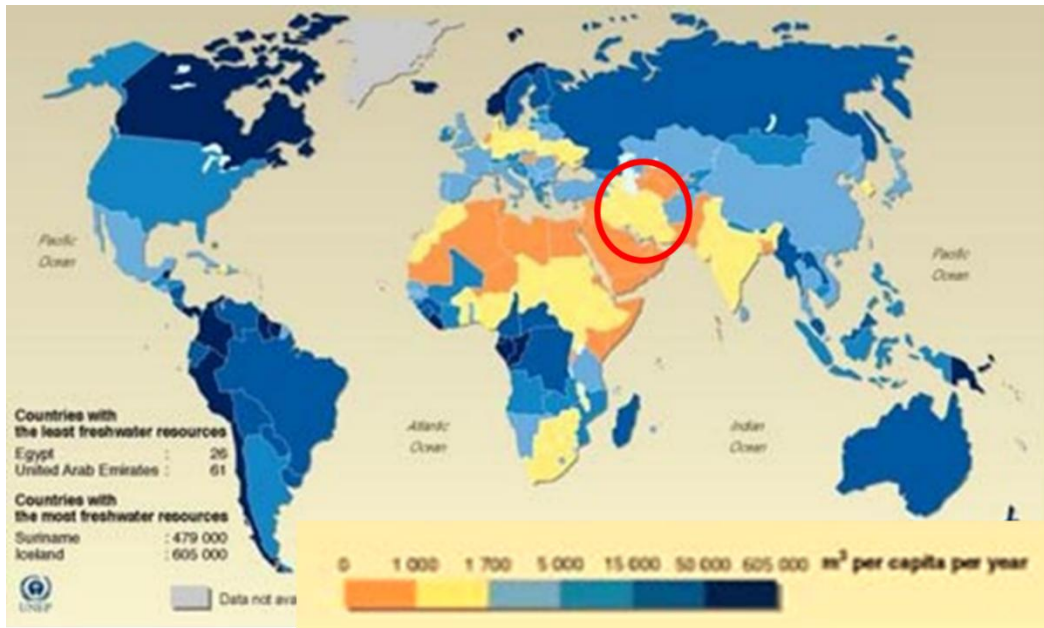 Pacific
Ocean
Pacific
Ocean
Atlantic
Ocean
Indian
Ocean
Countries with
the least freshwater resources
Egypt : 26
United Arab Emirates : 61
Countries with
the most freshwater resources
Suriname : 479 000
Iceland : 605 000
UNEP
Data not ava
0 1 000 1 700 5 000 15 000 50 000 605 000 m³ per capita per year